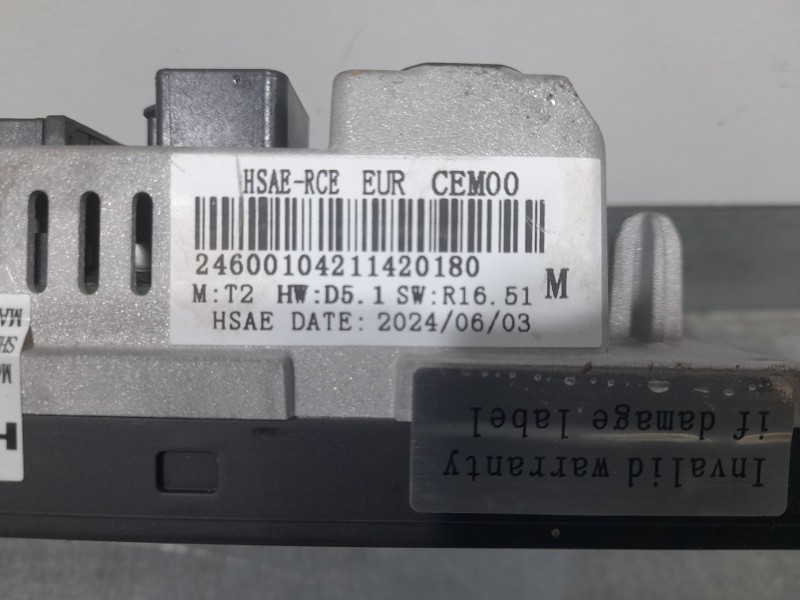 HSAE-RCE EUR CEM00
24600104211420180
M:T2 HW:D5.1 SW:R16.51 M
HSAE DATE: 2024/06/03
Invalid warranty
if damage label